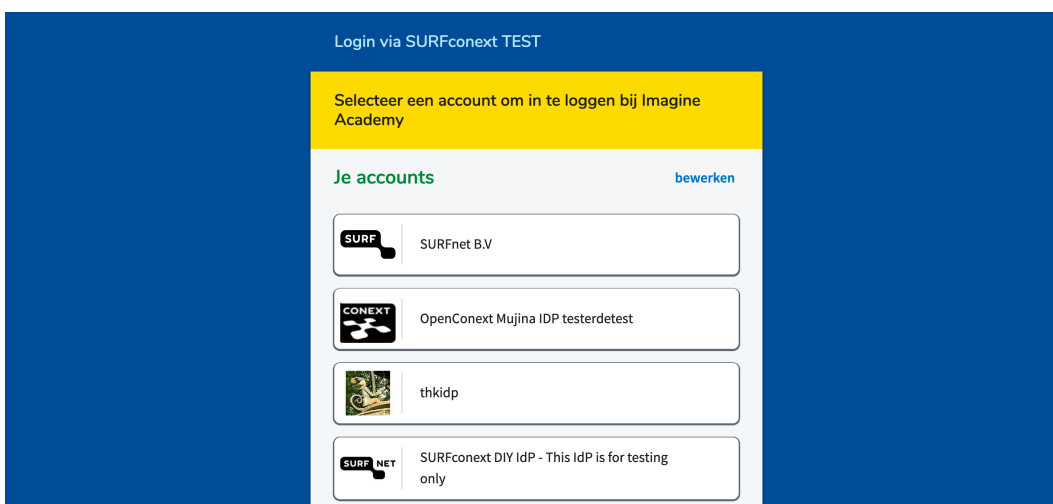 Login via SURFconext TEST
Selecteer een account om in te loggen bij Imagine
Academy
Je accounts
bewerken
SURF
SURFnet B.V
CONEXT
OpenConext Mujina IDP testerdetest
thkidp
SURF NET
SURFconext DIY IdP - This IdP is for testing
only